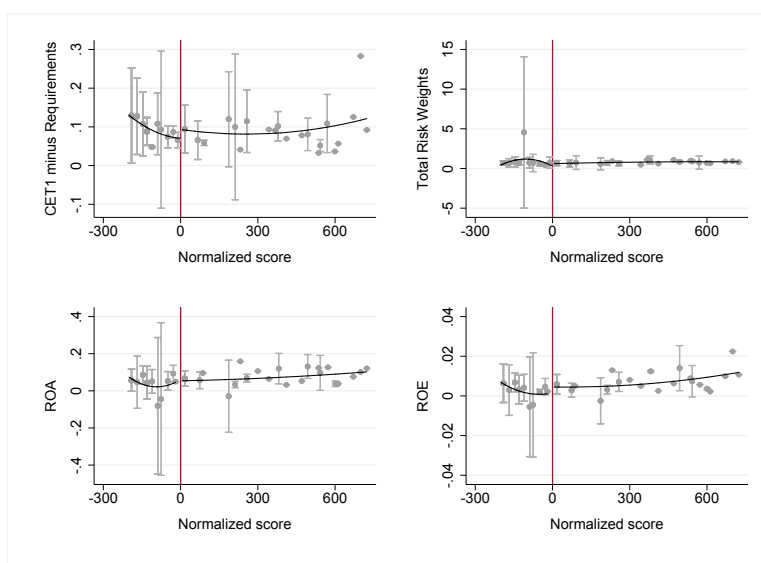 CET1 minus Requirements
.3
.2
.1
0
-.1
-300 0 300 600
Normalized score
Total Risk Weights
15
10
5
0
-5
-300 0 300 600
Normalized score
ROA
.4
.2
0
-.2
-.4
-300 0 300 600
Normalized score
ROE
.04
.02
0
-.02
-.04
-300 0 300 600
Normalized score